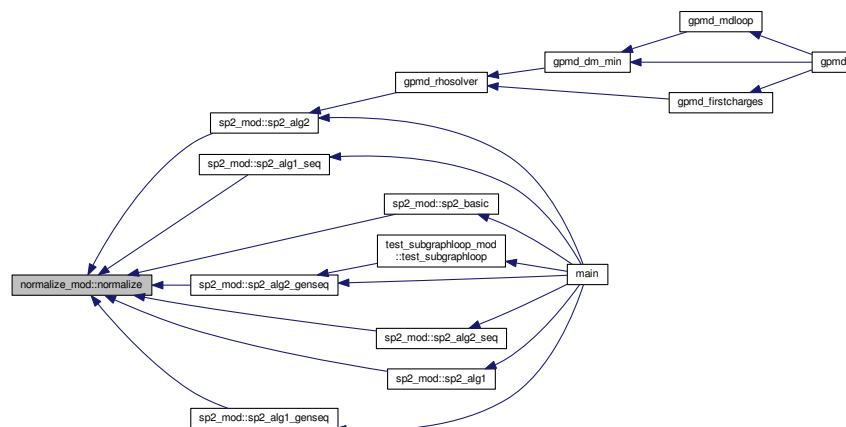 gpmd_mdloop
gpmd_dm_min
gpmd
gpmd_rhosolver
gpmd_firstcharges
sp2_mod::sp2_alg2
sp2_mod::sp2_alg1_seq
sp2_mod::sp2_basic
test_subgraphloop_mod
::test_subgraphloop
main
normalize_mod::normalize
sp2_mod::sp2_alg2_genseq
sp2_mod::sp2_alg2_seq
sp2_mod::sp2_alg1
sp2_mod::sp2_alg1_genseq